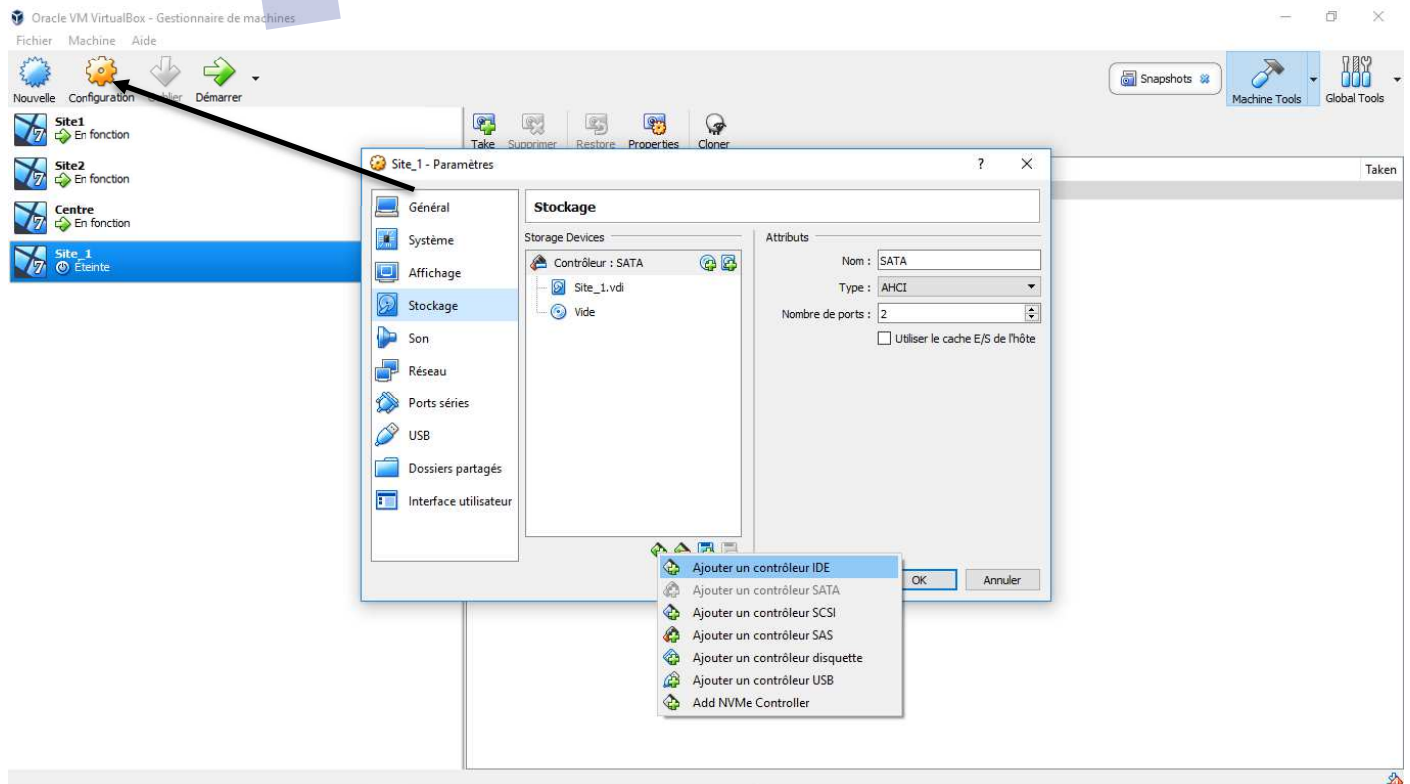 Oracle VM VirtualBox - Gestionnaire de machines
Fichier Machine Aide
Nouvelle Configuration Démarrer
Snapshots
Machine Tools
Global Tools
Site1
En fonction
Site2
En fonction
Centre
En fonction
Site_1
Éteinte
Take Supprimer Restore Properties Cloner
Taken
Site_1 - Paramètres ? ×
Général
Système
Affichage
Stockage
Son
Réseau
Ports séries
USB
Dossiers partagés
Interface utilisateur
Stockage
Storage Devices
Contrôleur : SATA
Site_1.vdi
Vide
Attributs
Nom : SATA
Type : AHCI
Nombre de ports : 2
Utiliser le cache E/S de l'hôte
OK Annuler
Ajouter un contrôleur IDE
Ajouter un contrôleur SATA
Ajouter un contrôleur SCSI
Ajouter un contrôleur SAS
Ajouter un contrôleur disquette
Ajouter un contrôleur USB
Add NVMe Controller